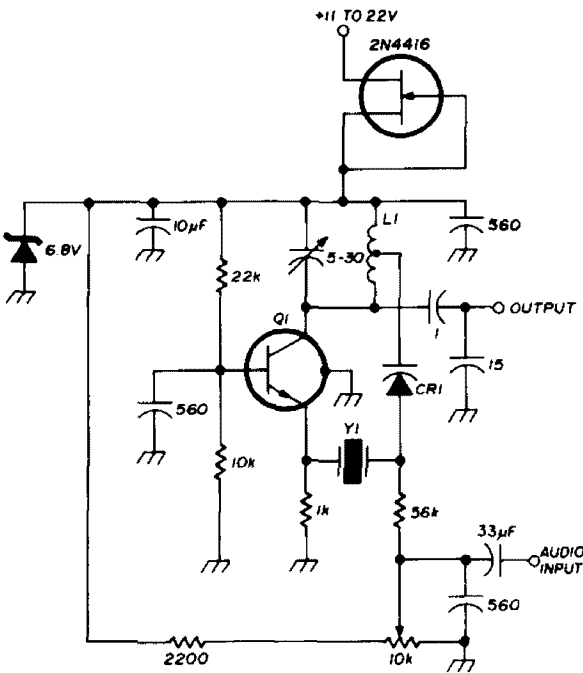 +11 TO 22V
2N4416
6.8V
10µF
L1
560
5-30
22k
Q1
1
OUTPUT
15
CR1
560
Y1
10k
1k
56k
33µF
AUDIO
INPUT
560
2200
10k